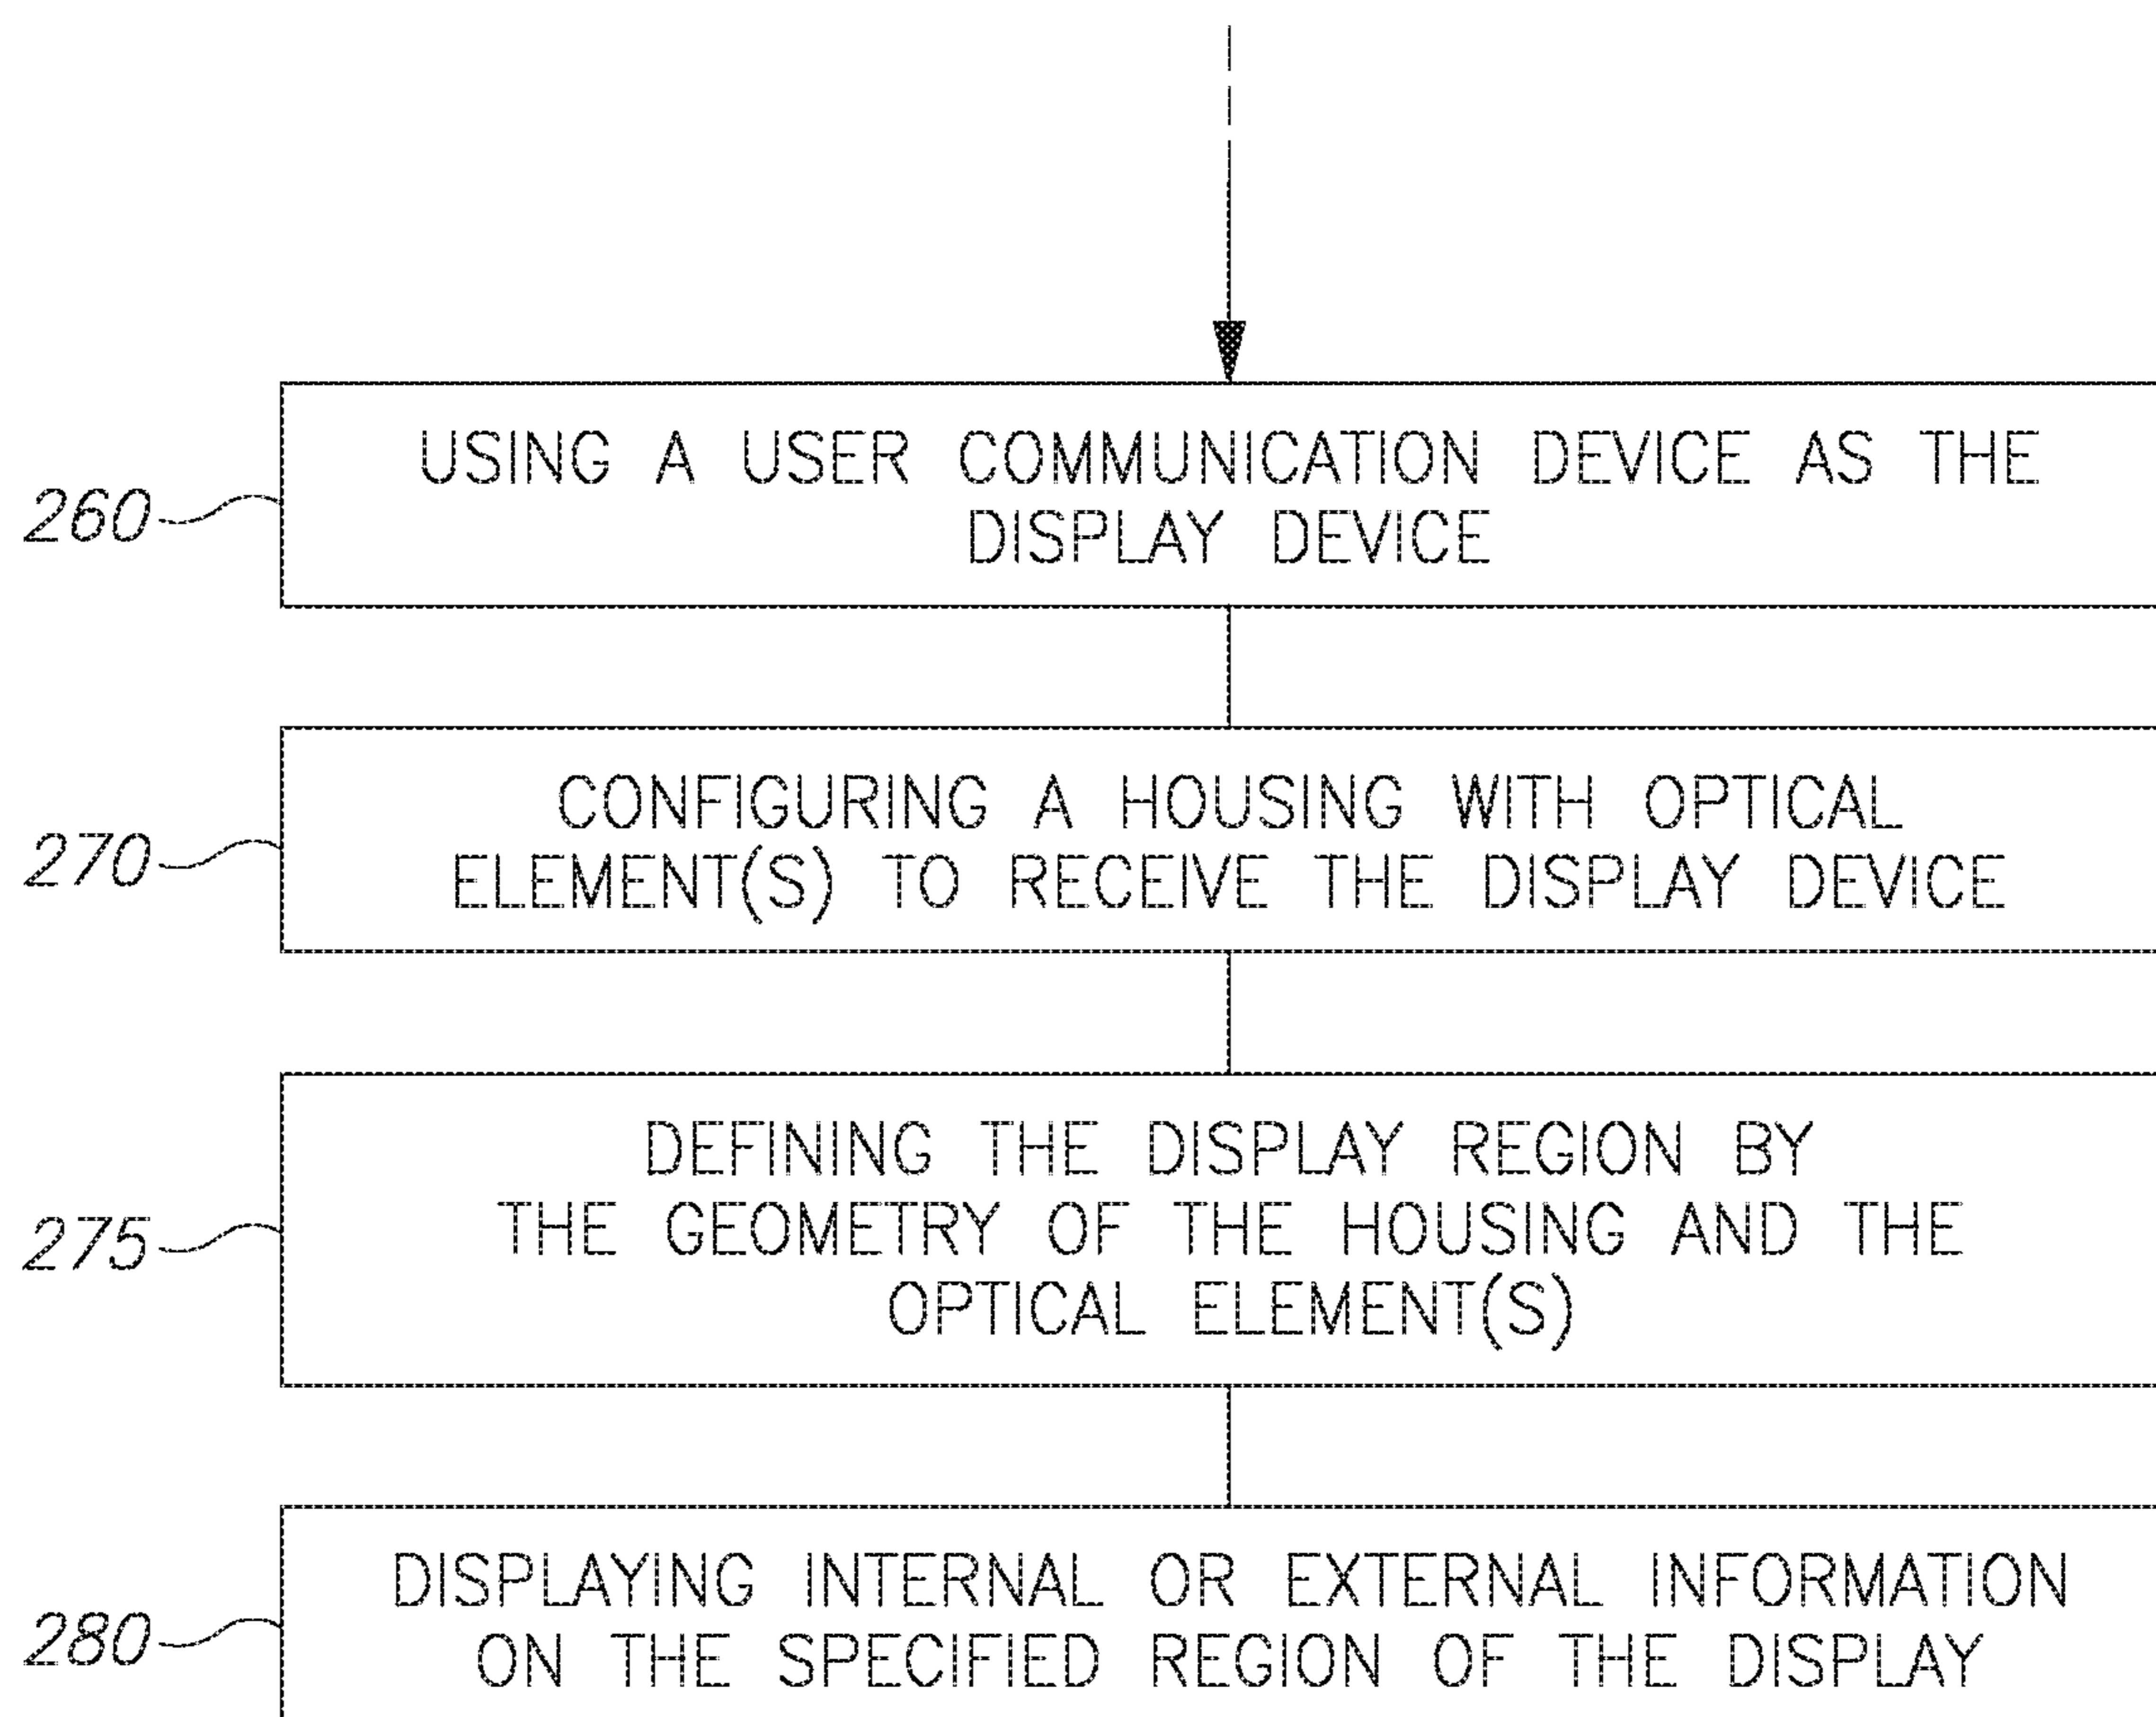 USING A USER COMMUNICATION DEVICE AS THE
DISPLAY DEVICE
260
CONFIGURING A HOUSING WITH OPTICAL
ELEMENT(S) TO RECEIVE THE DISPLAY DEVICE
270
DEFINING THE DISPLAY REGION BY
THE GEOMETRY OF THE HOUSING AND THE
OPTICAL ELEMENT(S)
275
DISPLAYING INTERNAL OR EXTERNAL INFORMATION
ON THE SPECIFIED REGION OF THE DISPLAY
280